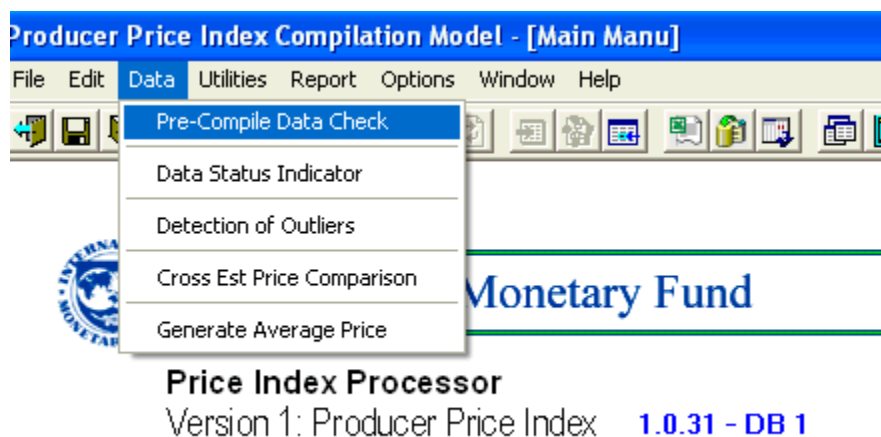 Producer Price Index Compilation Model - [Main Manu]
File Edit Data Utilities Report Options Window Help
Pre-Compile Data Check
Data Status Indicator
Detection of Outliers
Cross Est Price Comparison
Generate Average Price
Monetary Fund
Price Index Processor
Version 1: Producer Price Index 1.0.31 - DB 1